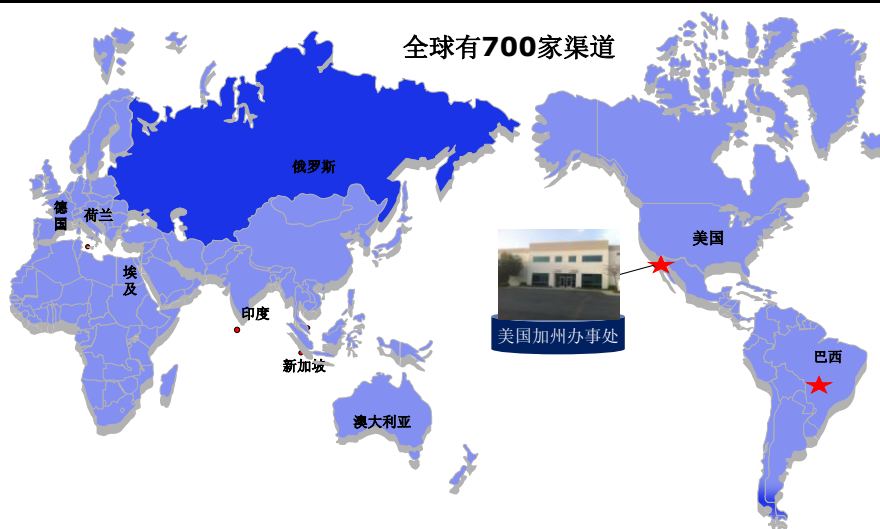 全球有700家渠道
俄罗斯
德国
荷兰
埃及
美国
印度
美国加州办事处
新加坡
巴西
澳大利亚